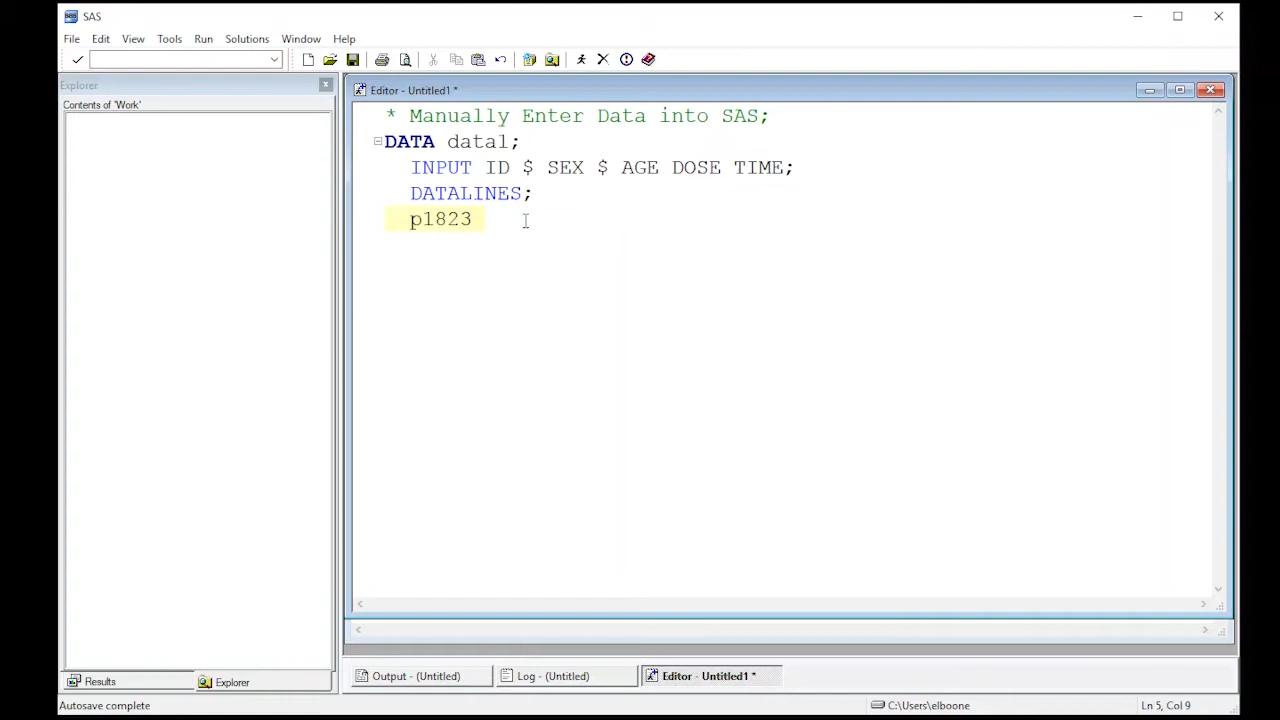 SAS
File Edit View Tools Run Solutions Window Help
Explorer
Contents of 'Work'
Editor - Untitled1 *
* Manually Enter Data into SAS;
DATA data1;
INPUT ID $ SEX $ AGE DOSE TIME;
DATALINES;
p1823
Results
Explorer
Output - (Untitled)
Log - (Untitled)
Editor - Untitled1 *
Autosave complete
C:\Users\elboone
Ln 5, Col 9